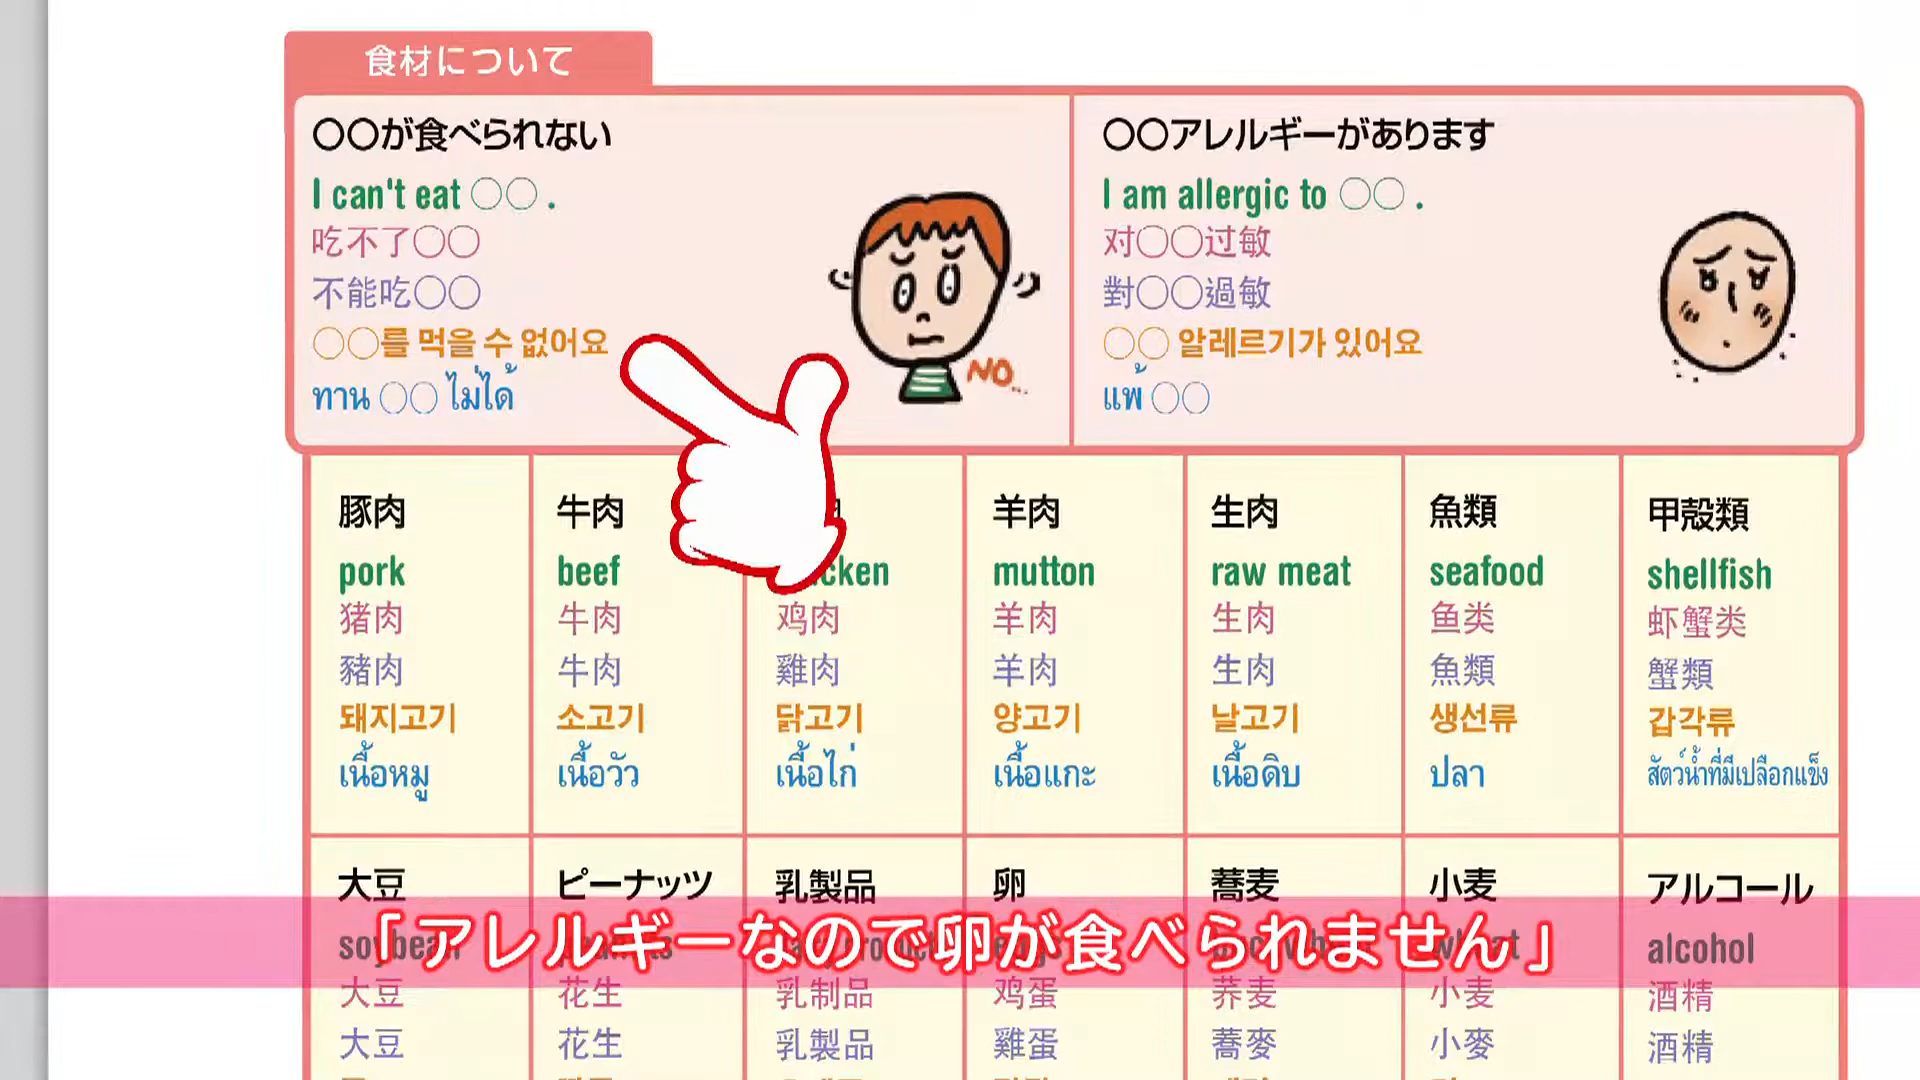 食材について
〇〇が食べられない
I can't eat 〇〇 .
吃不了〇〇
不能吃〇〇
〇〇를 먹을 수 없어요
ทาน 〇〇 ไม่ได้
NO...
〇〇アレルギーがあります
I am allergic to 〇〇 .
对〇〇过敏
對〇〇過敏
〇〇 알레르기가 있어요
แพ้ 〇〇
豚肉
pork
猪肉
豬肉
돼지고기
เนื้อหมู
牛肉
beef
牛肉
牛肉
소고기
เนื้อวัว
鸡肉
雞肉
닭고기
เนื้อไก่
羊肉
mutton
羊肉
羊肉
양고기
เนื้อแกะ
生肉
raw meat
生肉
生肉
날고기
เนื้อดิบ
魚類
seafood
鱼类
魚類
생선류
ปลา
甲殻類
shellfish
虾蟹类
蟹類
갑각류
สัตว์น้ำที่มีเปลือกแข็ง
大豆
soybean
大豆
大豆
ピーナッツ
花生
花生
乳製品
乳制品
乳製品
卵
鸡蛋
雞蛋
蕎麦
荞麦
蕎麥
小麦
wheat
小麦
小麥
アルコール
alcohol
酒精
酒精
「アレルギーなので卵が食べられません」